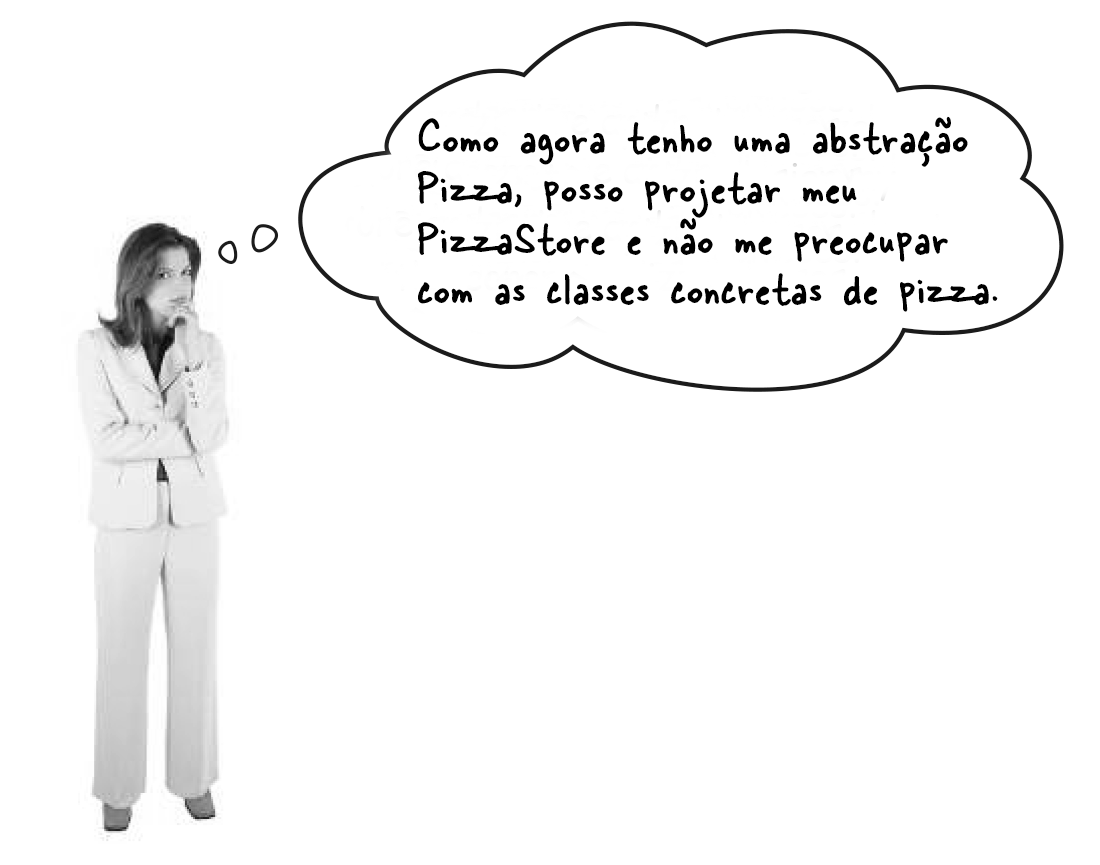 Como agora tenho uma abstração
Pizza, posso projetar meu
PizzaStore e não me preocupar
com as classes concretas de pizza.